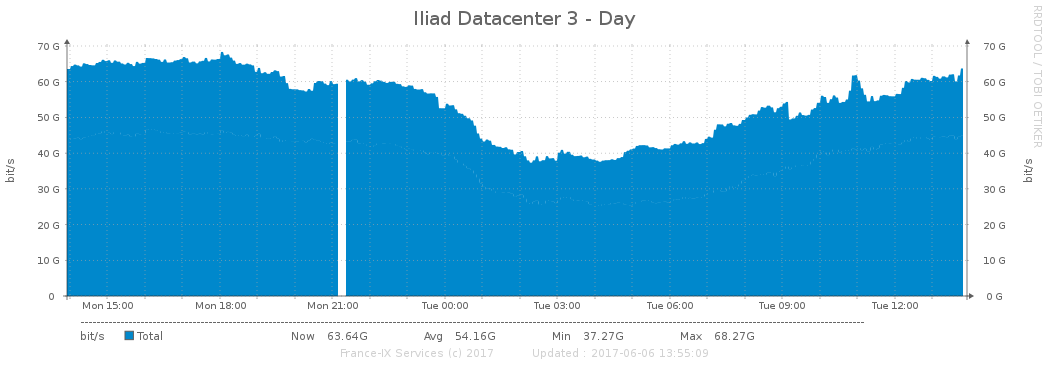 Iliad Datacenter 3 - Day
RRDTOOL / TOBI OETIKER
70 G 70 G
60 G 60 G
50 G 50 G
40 G 40 G
30 G 30 G
20 G 20 G
10 G 10 G
0 0 G
bit/s
bit/s
Mon 15:00 Mon 18:00 Mon 21:00 Tue 00:00 Tue 03:00 Tue 06:00 Tue 09:00 Tue 12:00
bit/s Total Now 63.64G Avg 54.16G Min 37.27G Max 68.27G
France-IX Services (c) 2017 Updated : 2017-06-06 13:55:09